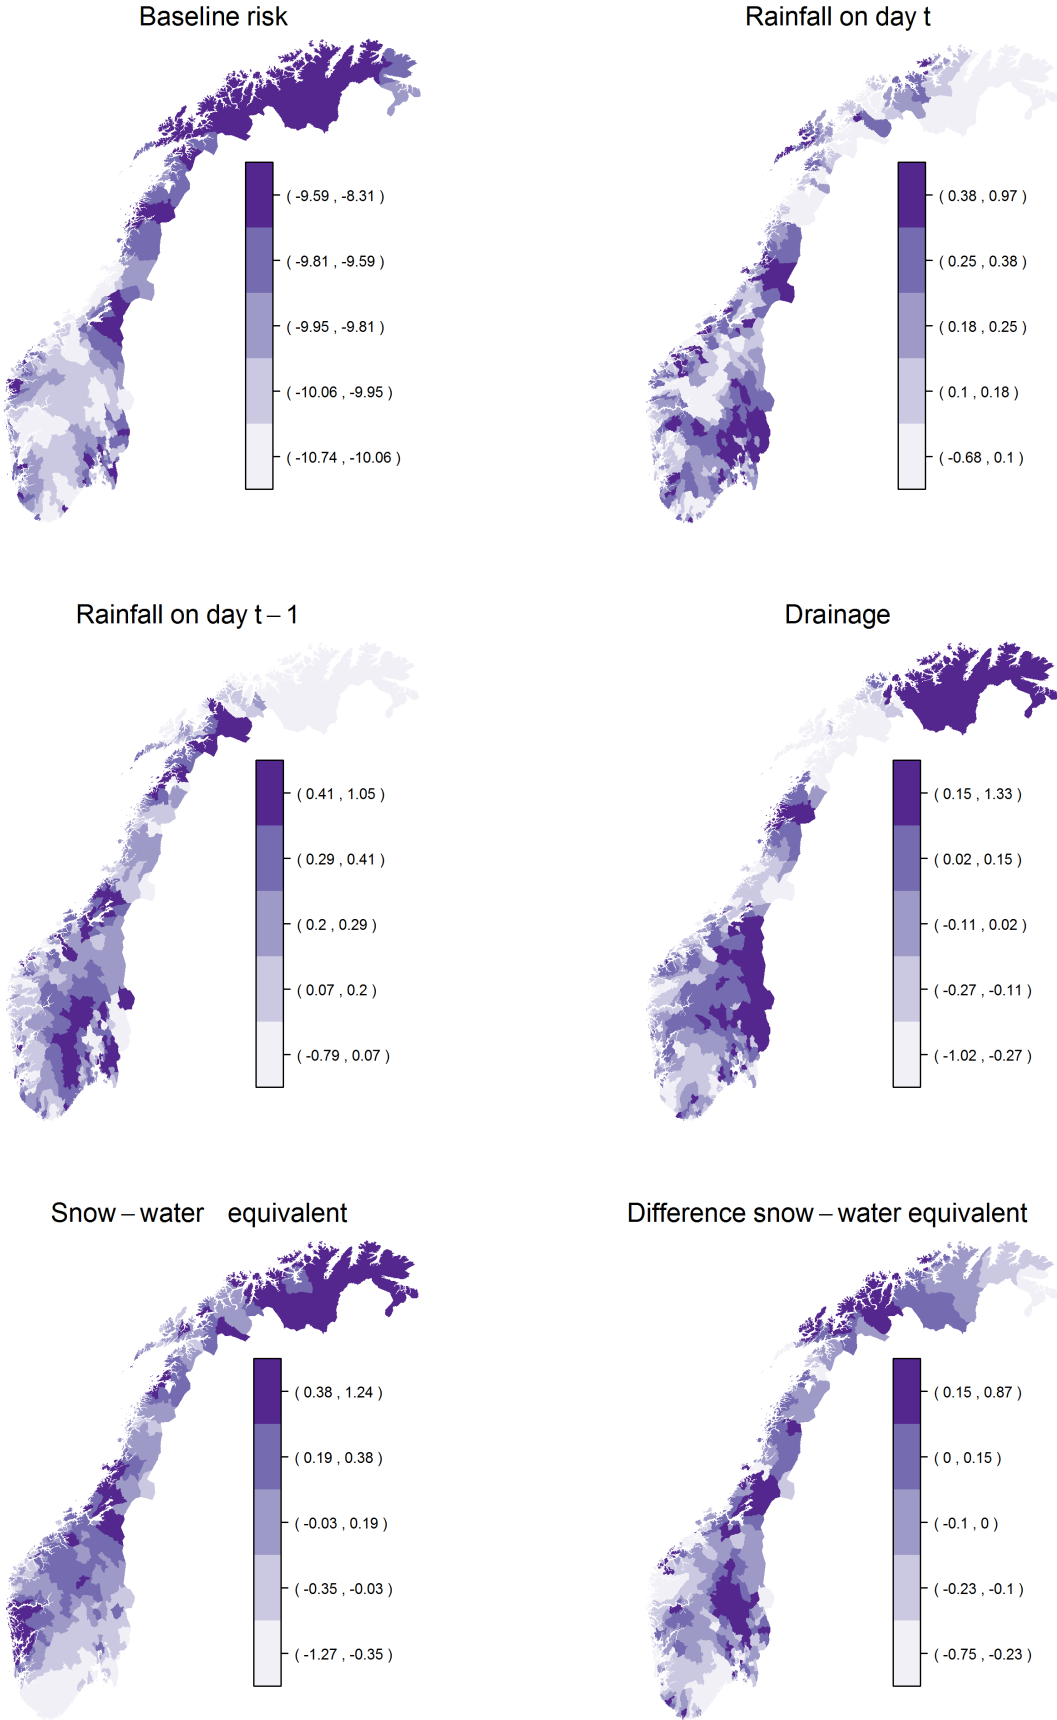 Baseline risk
( -9.59 , -8.31 )
( -9.81 , -9.59 )
( -9.95 , -9.81 )
( -10.06 , -9.95 )
( -10.74 , -10.06 )
Rainfall on day t
( 0.38 , 0.97 )
( 0.25 , 0.38 )
( 0.18 , 0.25 )
( 0.1 , 0.18 )
( -0.68 , 0.1 )
Rainfall on day t – 1
( 0.41 , 1.05 )
( 0.29 , 0.41 )
( 0.2 , 0.29 )
( 0.07 , 0.2 )
( -0.79 , 0.07 )
Drainage
( 0.15 , 1.33 )
( 0.02 , 0.15 )
( -0.11 , 0.02 )
( -0.27 , -0.11 )
( -1.02 , -0.27 )
Snow – water equivalent
( 0.38 , 1.24 )
( 0.19 , 0.38 )
( -0.03 , 0.19 )
( -0.35 , -0.03 )
( -1.27 , -0.35 )
Difference snow – water equivalent
( 0.15 , 0.87 )
( 0 , 0.15 )
( -0.1 , 0 )
( -0.23 , -0.1 )
( -0.75 , -0.23 )